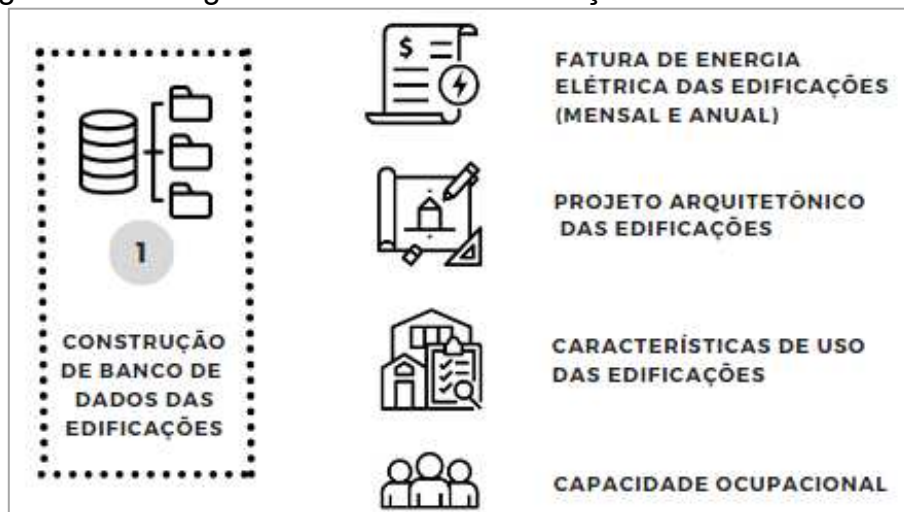 1
CONSTRUÇÃO
DE BANCO DE
DADOS DAS
EDIFICAÇÕES
$
FATURA DE ENERGIA
ELÉTRICA DAS EDIFICAÇÕES
(MENSAL E ANUAL)
PROJETO ARQUITETÔNICO
DAS EDIFICAÇÕES
CARACTERÍSTICAS DE USO
DAS EDIFICAÇÕES
CAPACIDADE OCUPACIONAL